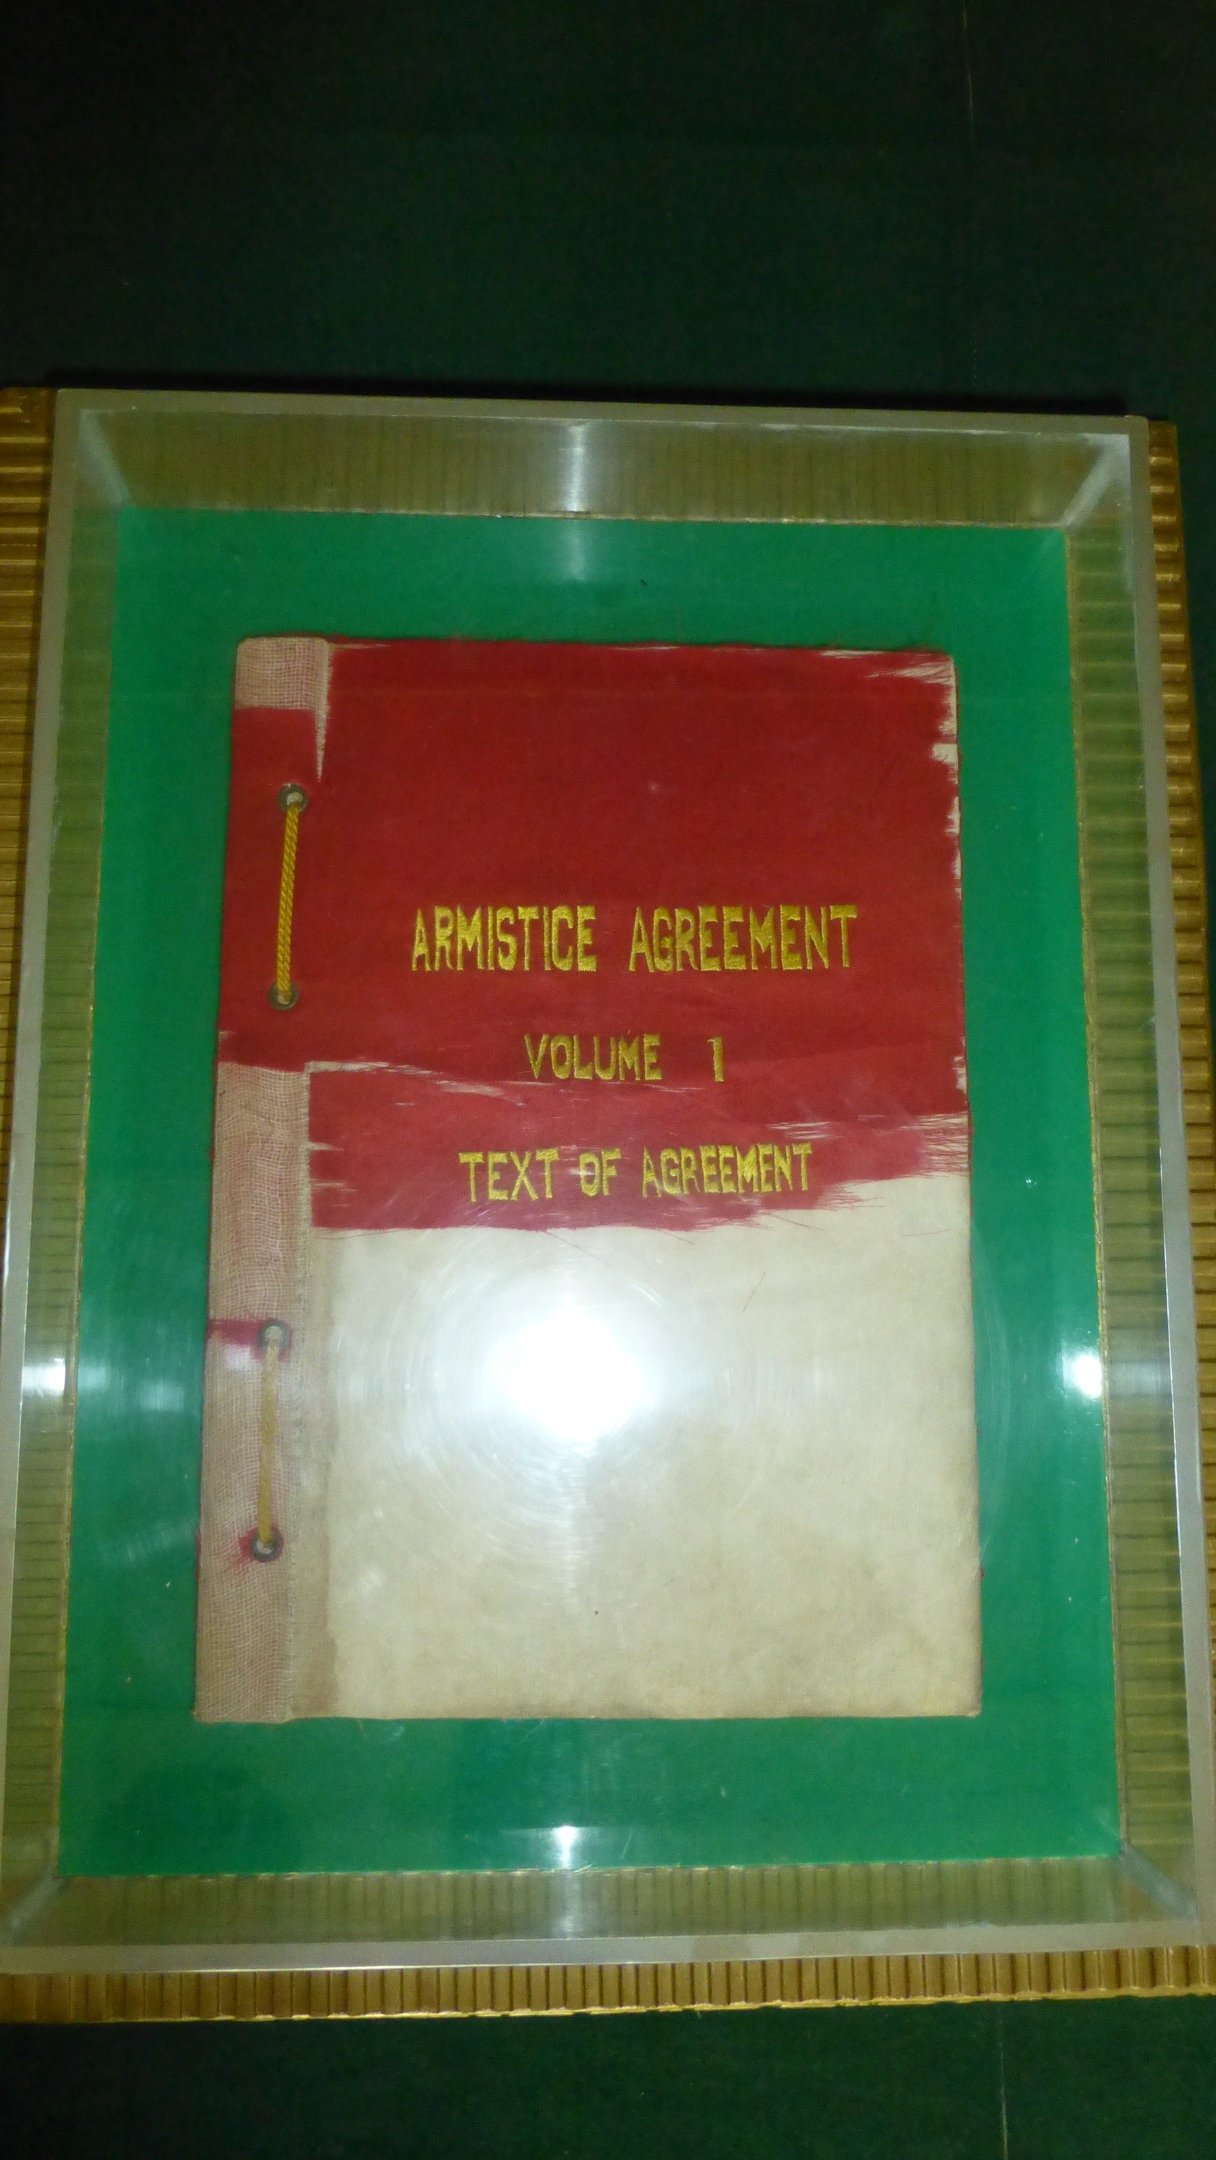 ARMISTICE AGREEMENT
VOLUME 1
TEXT OF AGREEMENT